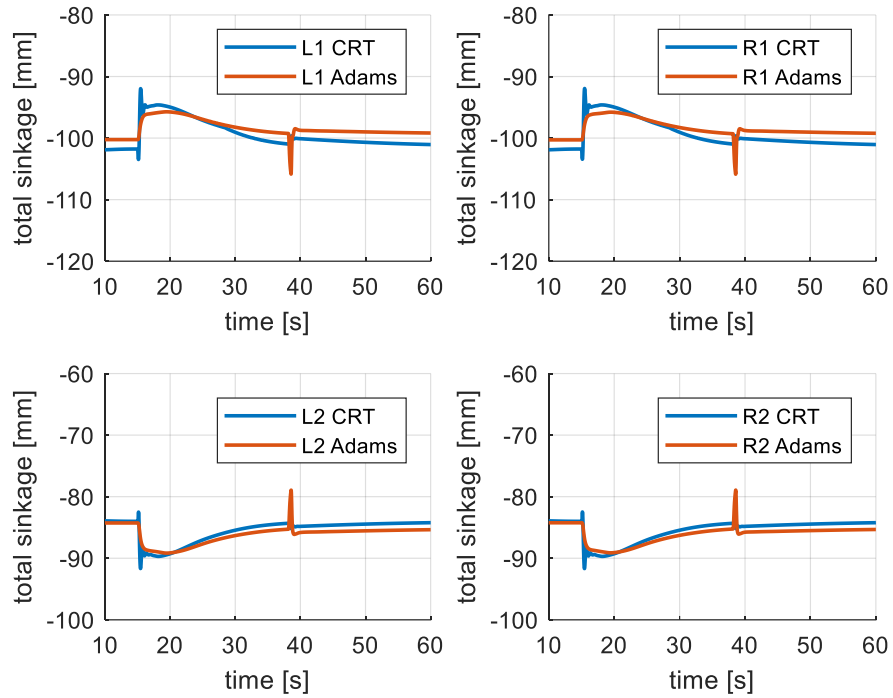 -80
-90
-100
-110
-120
total sinkage [mm]
L1 CRT
L1 Adams
10 20 30 40 50 60
time [s]
-80
-90
-100
-110
-120
total sinkage [mm]
R1 CRT
R1 Adams
10 20 30 40 50 60
time [s]
-60
-70
-80
-90
-100
total sinkage [mm]
L2 CRT
L2 Adams
10 20 30 40 50 60
time [s]
-60
-70
-80
-90
-100
total sinkage [mm]
R2 CRT
R2 Adams
10 20 30 40 50 60
time [s]